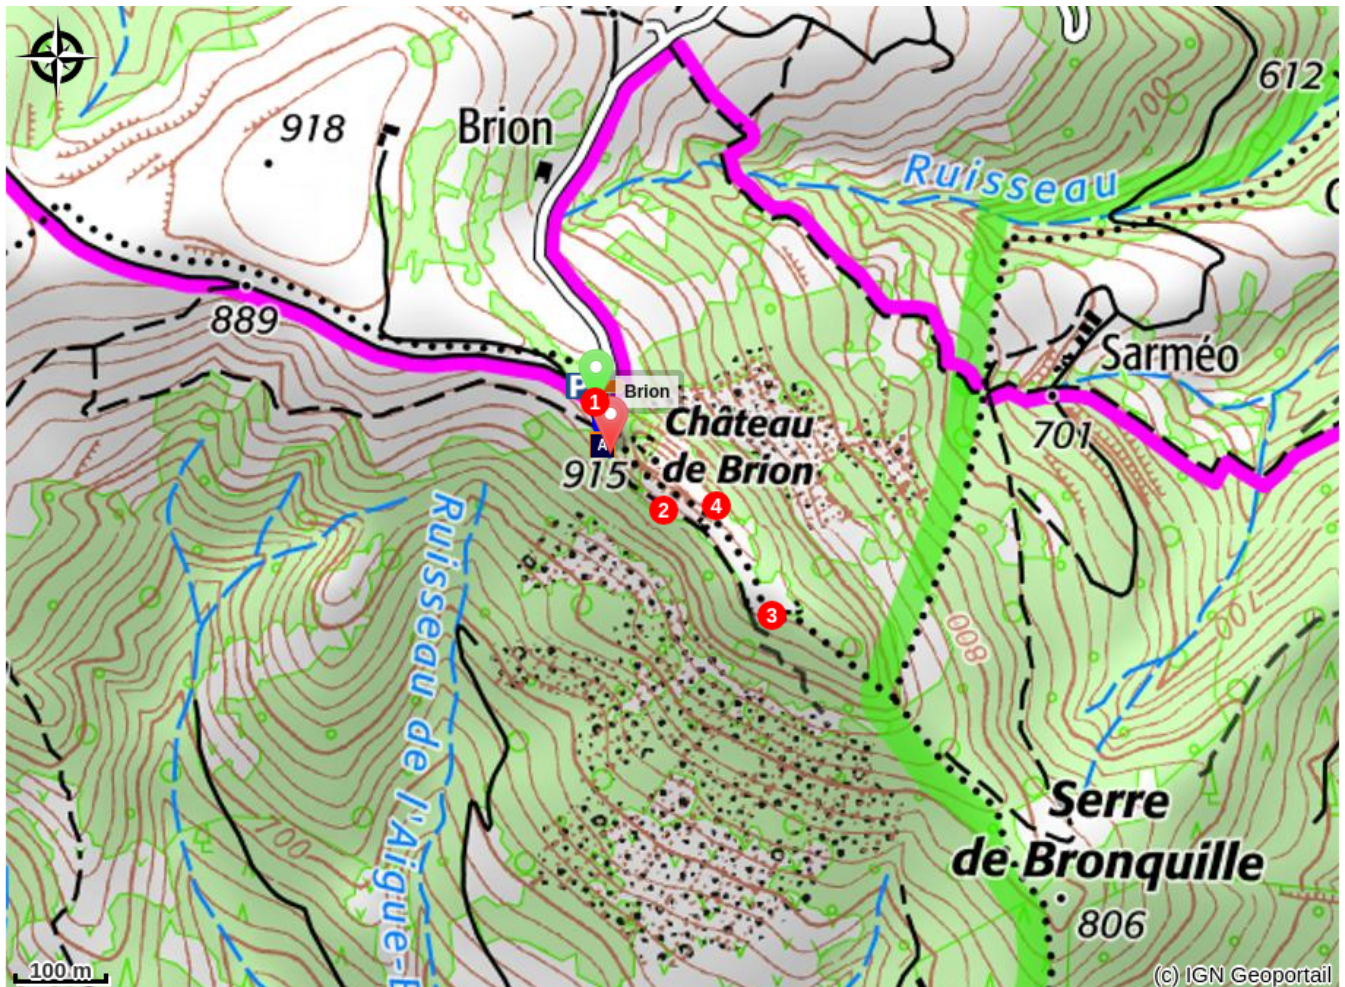 612
700
918
Brion
Ruisseau
C
889
Sarméo
P
Brion
1
Château
de Brion
701
A
915
2
4
Ruisseau de l'Aigue-B
700
3
800
Serre
de Bronquille
700
806
100 m
(c) IGN Geoportail